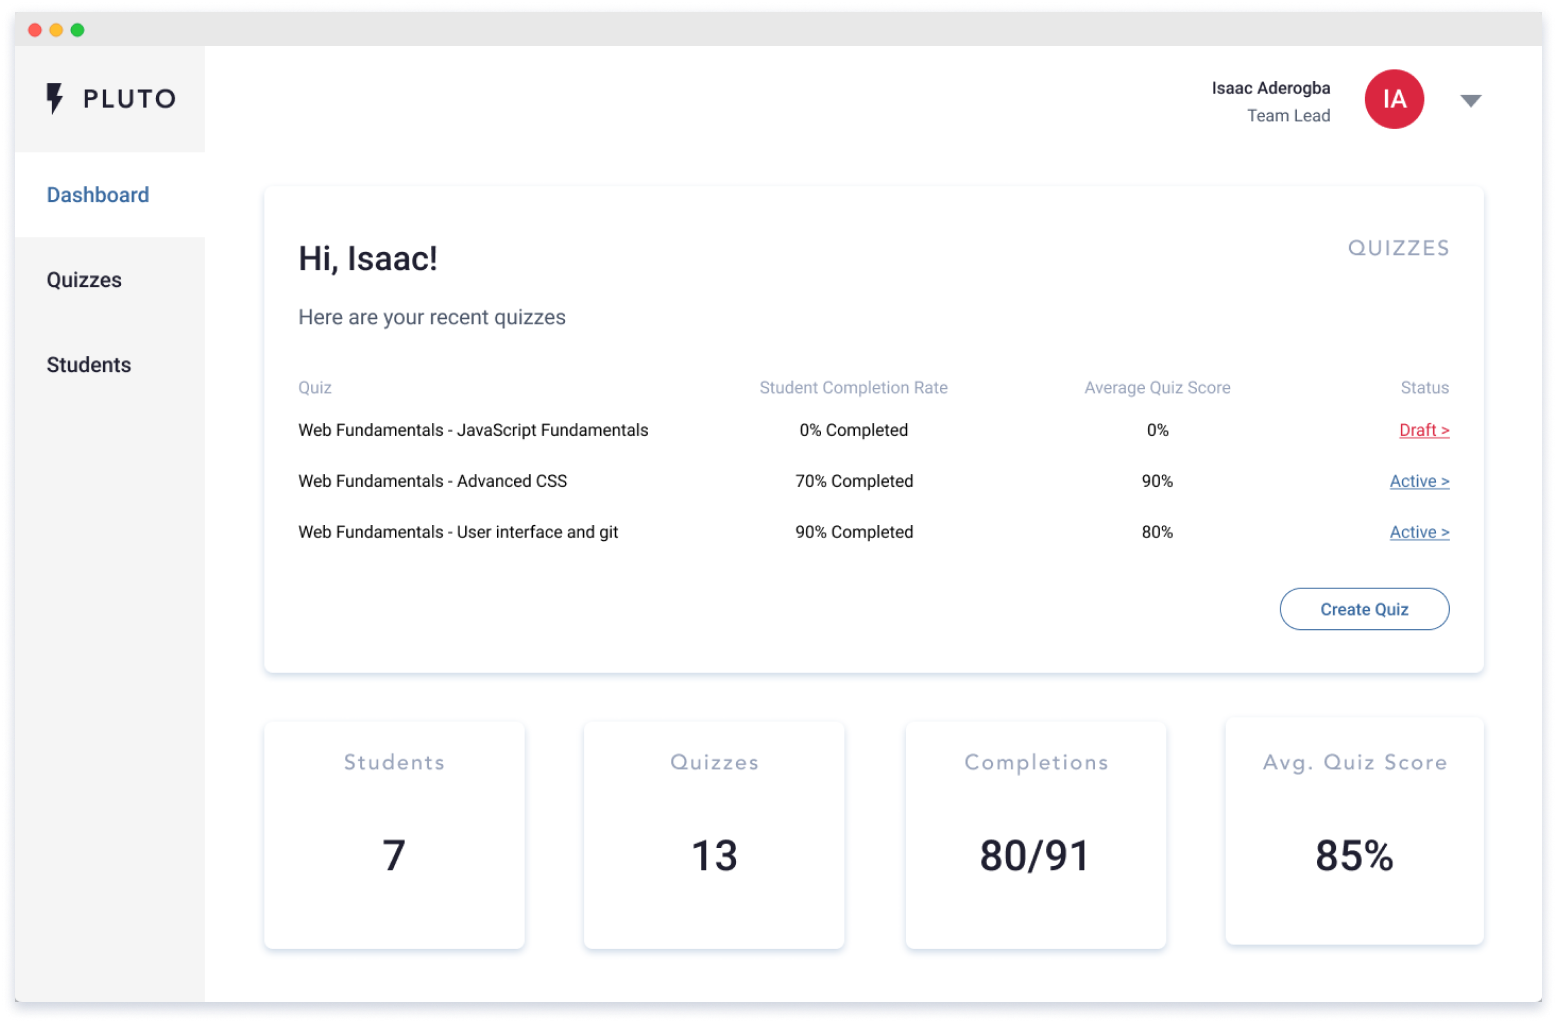 PLUTO
Isaac Aderogba
Team Lead
IA
Dashboard
Quizzes
Students
Hi, Isaac!
QUIZZES
Here are your recent quizzes
Quiz Student Completion Rate Average Quiz Score Status
Web Fundamentals - JavaScript Fundamentals 0% Completed 0% Draft >
Web Fundamentals - Advanced CSS 70% Completed 90% Active >
Web Fundamentals - User interface and git 90% Completed 80% Active >
Create Quiz
Students
7
Quizzes
13
Completions
80/91
Avg. Quiz Score
85%